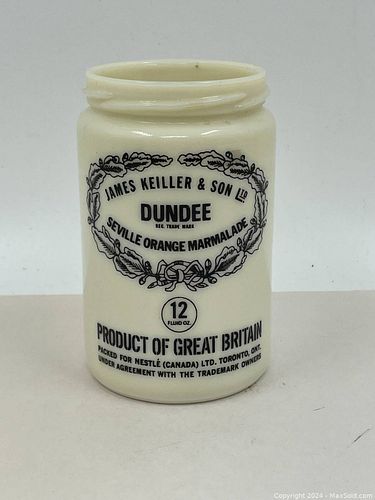 JAMES KEILLER & SON LTD
DUNDEE
REG. TRADE MARK
SEVILLE ORANGE MARMALADE
12
FLUID OZ.
PRODUCT OF GREAT BRITAIN
PACKED FOR NESTLÉ (CANADA) LTD. TORONTO, ONT.
UNDER AGREEMENT WITH THE TRADEMARK OWNERS
Copyright 2024 - MaxSold.com